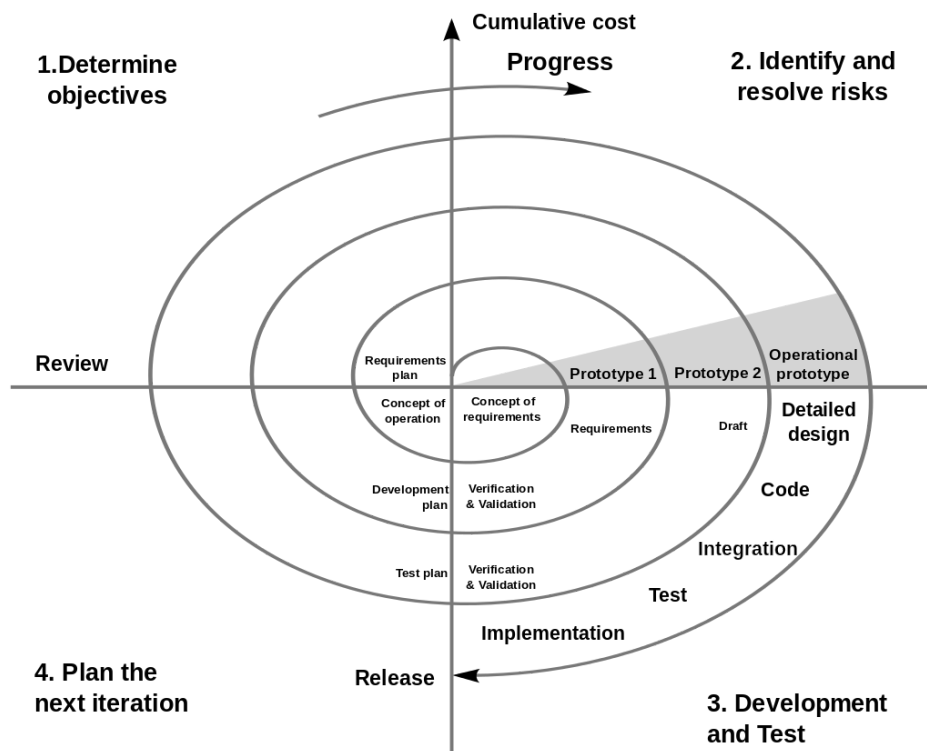 Cumulative cost
Progress
1.Determine
objectives
2. Identify and
resolve risks
Review
Requirements
plan
Prototype 1
Prototype 2
Operational
prototype
Concept of
operation
Concept of
requirements
Requirements
Draft
Detailed
design
Development
plan
Verification
& Validation
Code
Integration
Test plan
Verification
& Validation
Test
Implementation
Release
4. Plan the
next iteration
3. Development
and Test